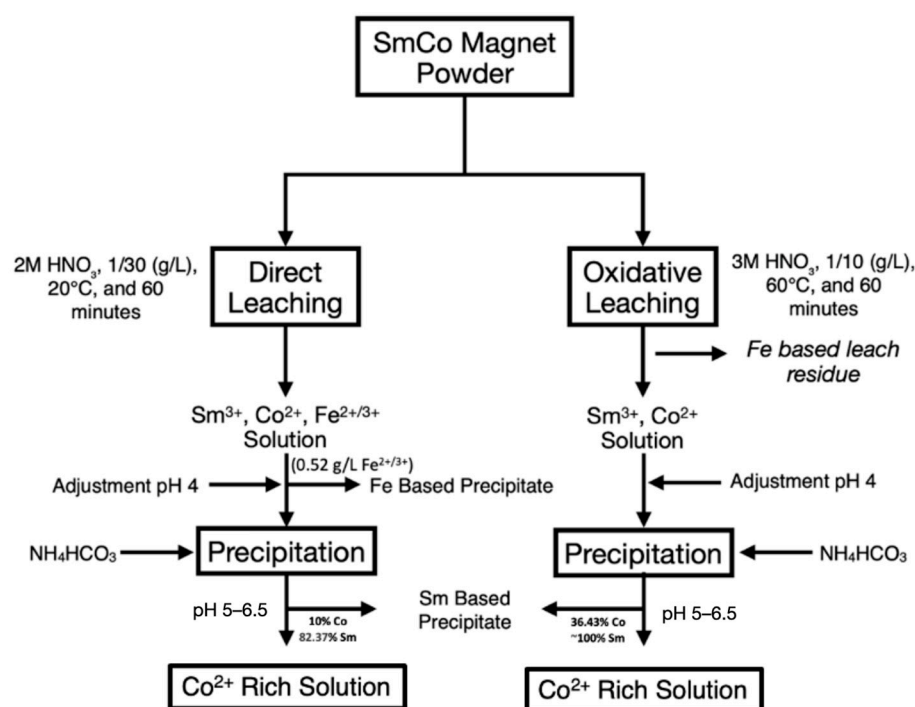 SmCo Magnet
Powder
2M HNO₃, 1/30 (g/L),
20°C, and 60
minutes
Direct
Leaching
Oxidative
Leaching
3M HNO₃, 1/10 (g/L),
60°C, and 60
minutes
Fe based leach
residue
Sm³⁺, Co²⁺, Fe²⁺/³⁺
Solution
Sm³⁺, Co²⁺
Solution
(0.52 g/L Fe²⁺/³⁺)
Adjustment pH 4
Fe Based Precipitate
Adjustment pH 4
NH₄HCO₃
Precipitation
Precipitation
NH₄HCO₃
pH 5–6.5
10% Co
82.37% Sm
Sm Based
Precipitate
36.43% Co
~100% Sm
pH 5–6.5
Co²⁺ Rich Solution
Co²⁺ Rich Solution